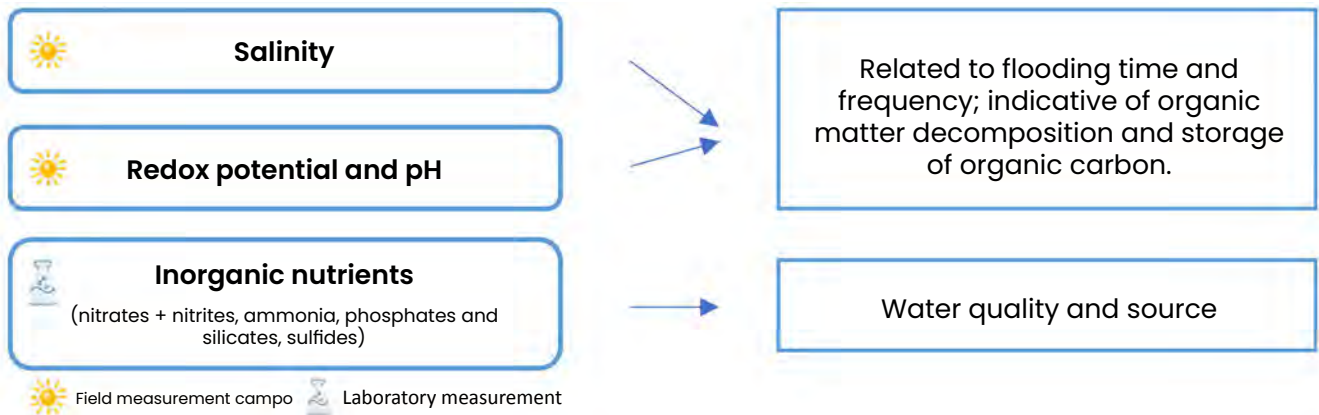 Salinity
Redox potential and pH
Inorganic nutrients
(nitrates + nitrites, ammonia, phosphates and
silicates, sulfides)
Related to flooding time and
frequency; indicative of organic
matter decomposition and storage
of organic carbon.
Water quality and source
Field measurement campo
Laboratory measurement